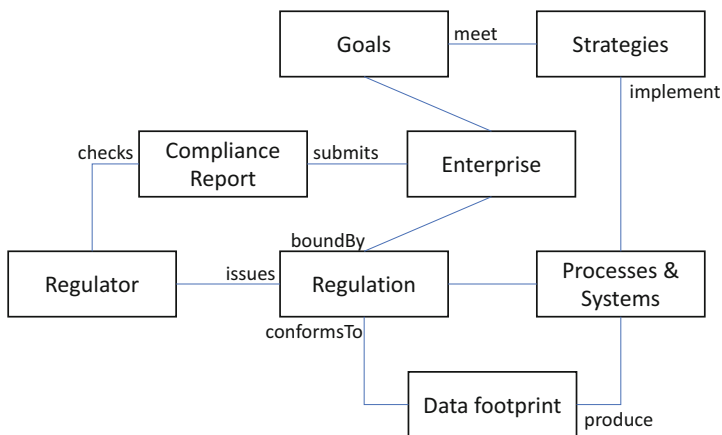 Goals
meet
Strategies
implement
checks
Compliance
Report
submits
Enterprise
boundBy
Regulator
issues
Regulation
Processes &
Systems
conformsTo
Data footprint
produce